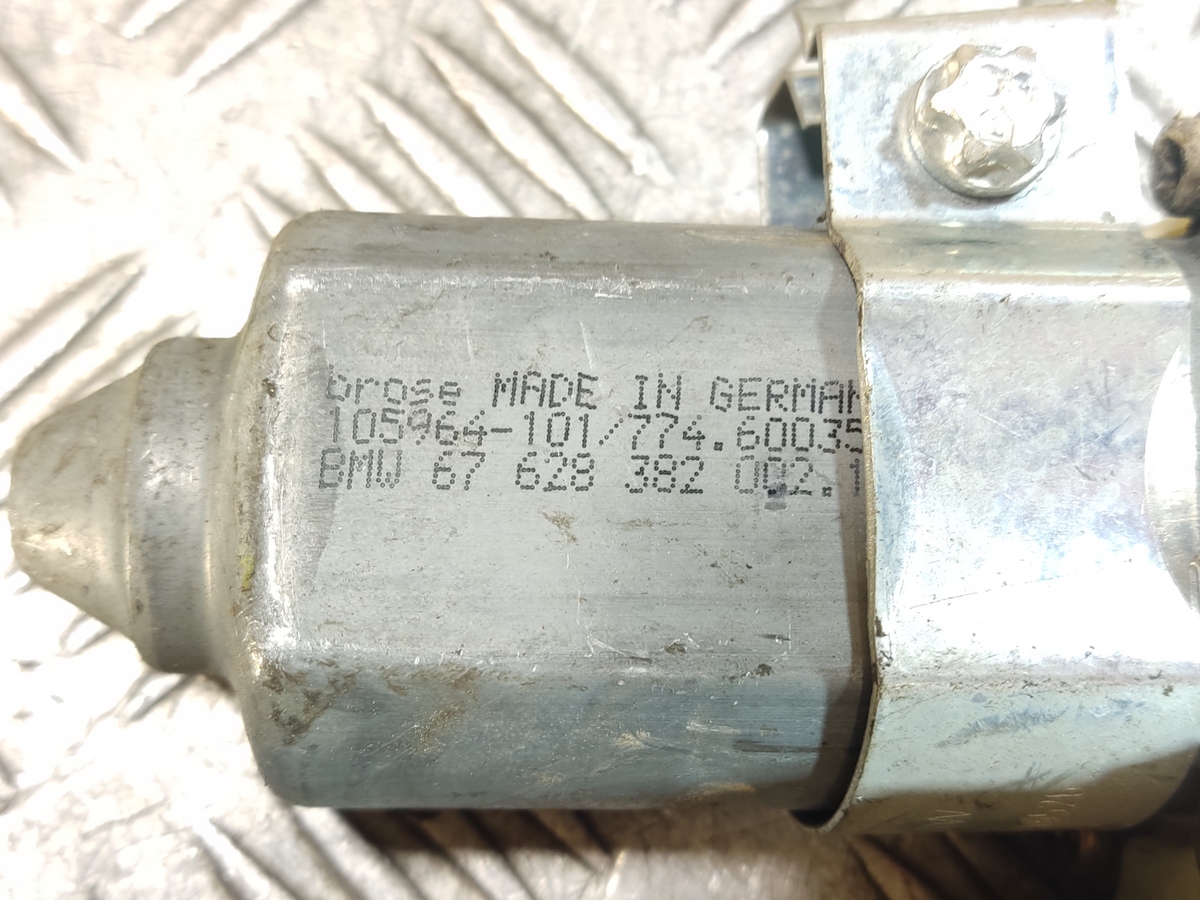 brose MADE IN GERMAN
105964-101/774.60035
BMW 67 628 382 002.1